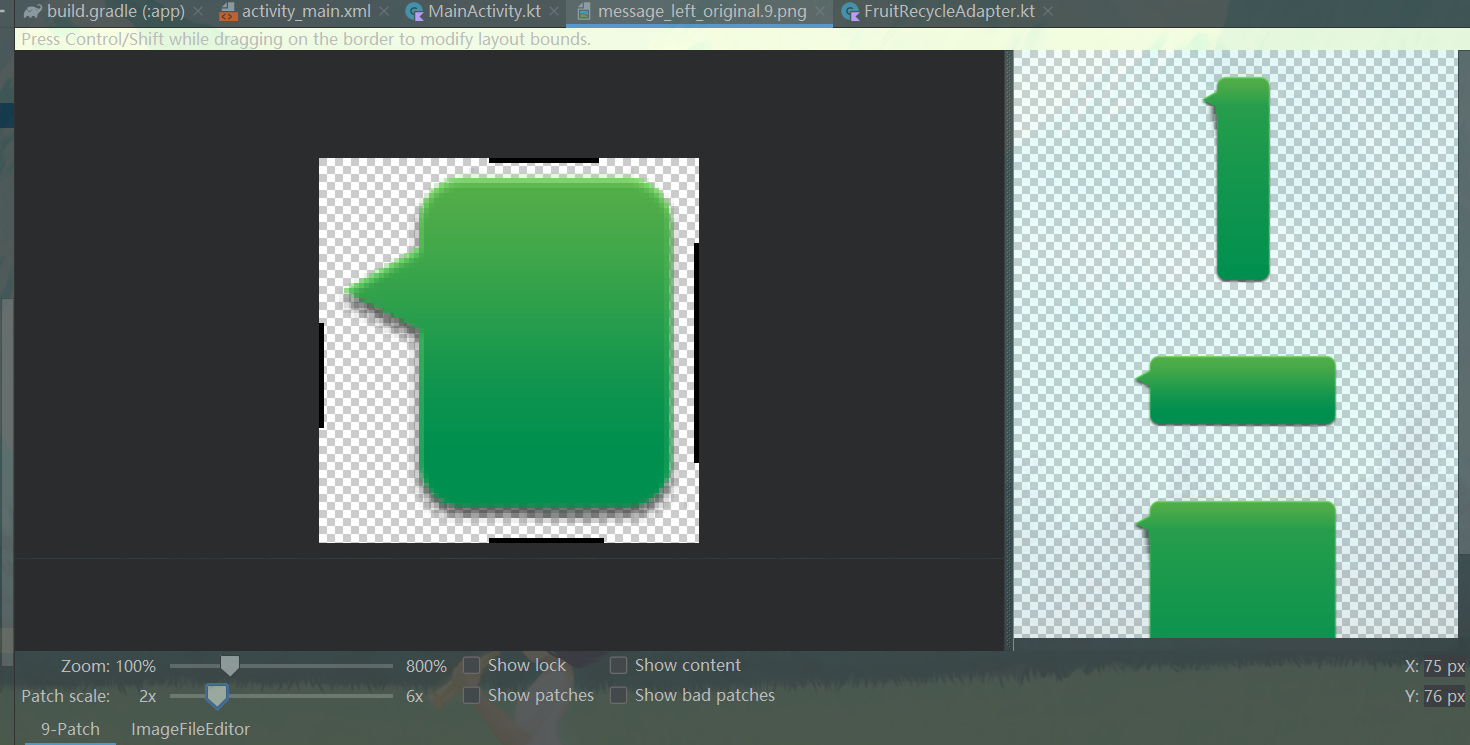 build.gradle (:app) activity_main.xml MainActivity.kt message_left_original.9.png FruitRecycleAdapter.kt
Press Control/Shift while dragging on the border to modify layout bounds.
Zoom: 100% 800% Show lock Show content X: 75 px
Patch scale: 2x 6x Show patches Show bad patches Y: 76 px
9-Patch ImageFileEditor